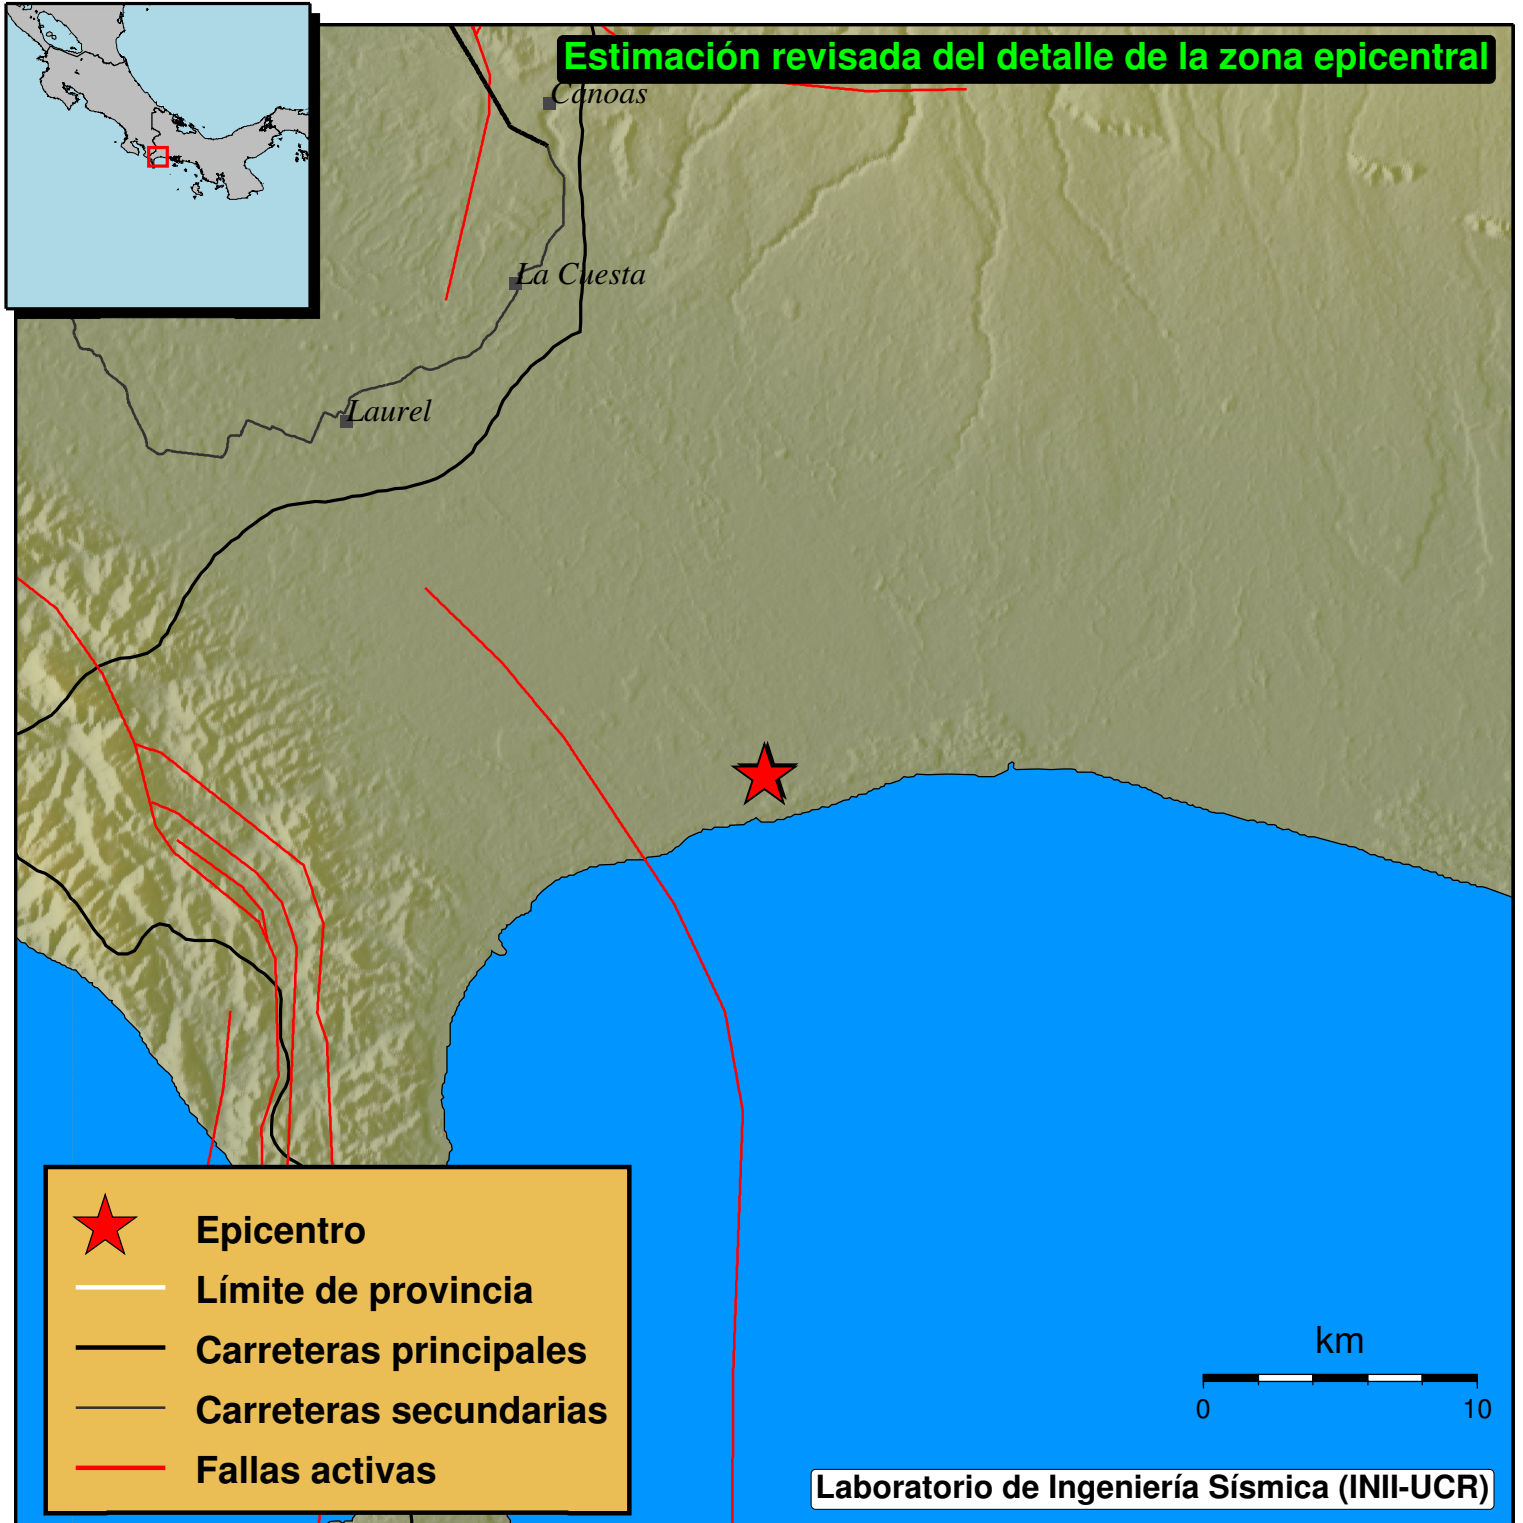 Estimación revisada del detalle de la zona epicentral
Canoas
La Cuesta
Laurel
Epicentro
Límite de provincia
Carreteras principales
Carreteras secundarias
Fallas activas
km
0 10
Laboratorio de Ingeniería Sísmica (INII-UCR)